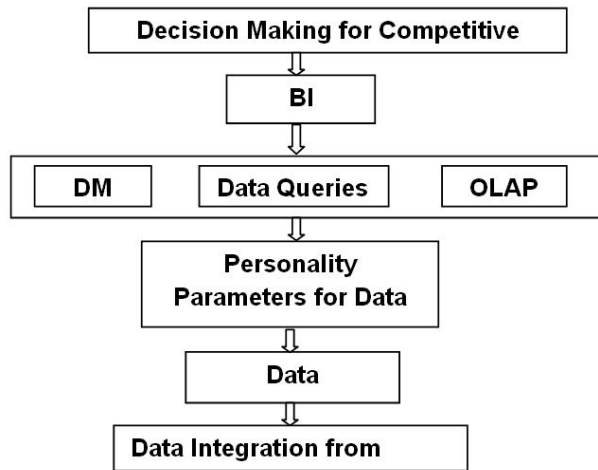 Decision Making for Competitive
BI
DM Data Queries OLAP
Personality
Parameters for Data
Data
Data Integration from